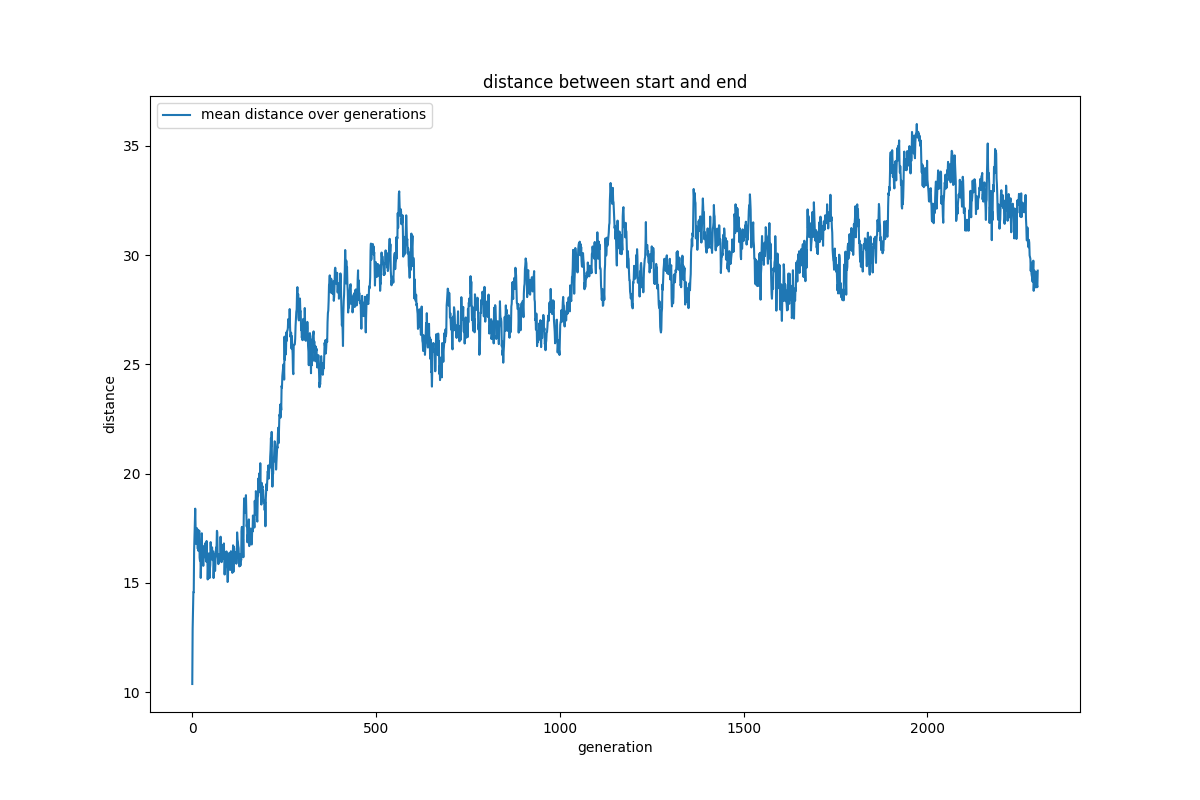 distance between start and end
mean distance over generations
35
30
25
20
15
10
distance
0 500 1000 1500 2000
generation